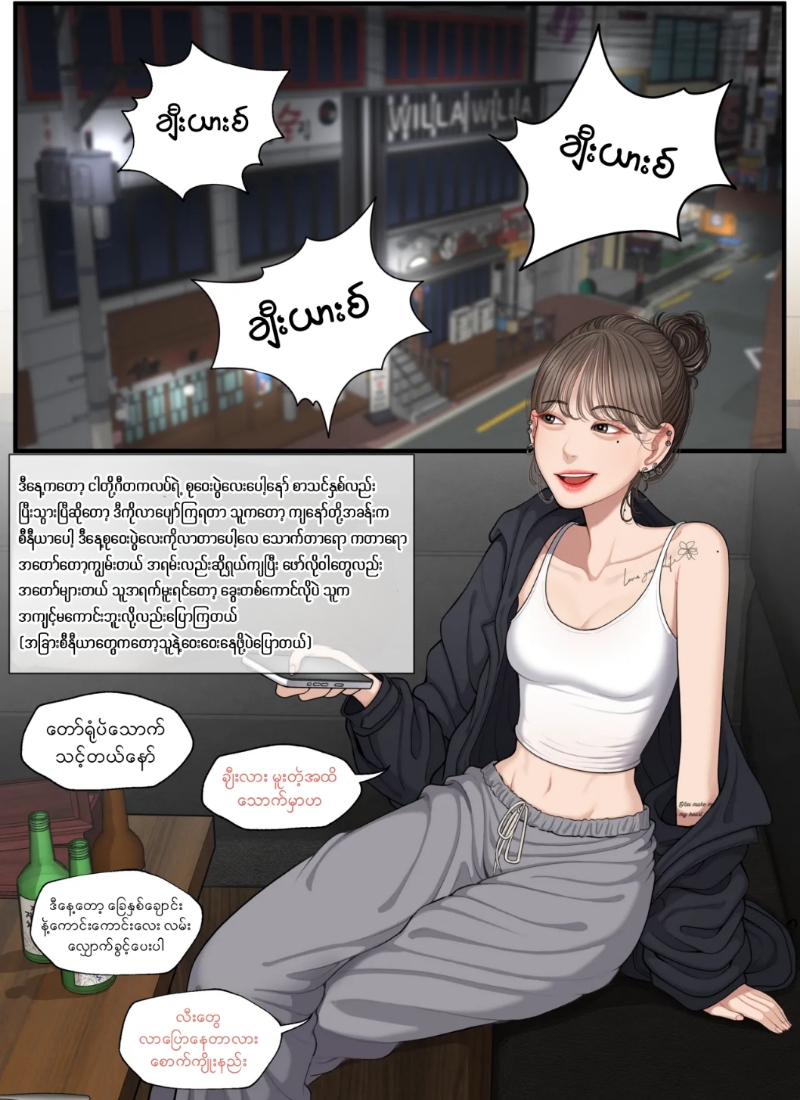 ချီးယားစ်
ချီးယားစ်
ချီးယားစ်
WILLA WILLA
ဒီနေ့ကတော့ ငါတို့ဂီတကလပ်ရဲ့ စုဝေးပွဲလေးပေါ့နော် စာသင်နှစ်လည်း
ပြီးသွားပြီဆိုတော့ ဒီကိုလာပျော်ကြရတာ သူကတော့ ကျနော်တို့အခန်းက
စီနီယာပေါ့ ဒီနေ့စုဝေးပွဲလေးကိုလာတာပေါ့လေ သောက်တာရော ကတာရော
အတော်တော့ကျွမ်းတယ် အရမ်းလည်းဆိုရှယ်ကျပြီး ဖော်လိုဝါတွေလည်း
အတော်များတယ် သူအရက်မူးရင်တော့ ခွေးတစ်ကောင်လိုပဲ သူက
အကျင့်မကောင်းဘူးလို့လည်းပြောကြတယ်
(အခြားစီနီယာတွေကတော့သူနဲ့ဝေးဝေးနေဖို့ပဲပြောတယ်)
တော်ရုံပဲသောက်
သင့်တယ်နော်
ချီးလား မူးတဲ့အထိ
သောက်မှာဟ
ဒီနေ့တော့ ခြေနှစ်ချောင်း
နဲ့ကောင်းကောင်းလေး လမ်း
လျှောက်ခွင့်ပေးပါ
လီးတွေ
လာပြောနေတာလား
စောက်ကျိုးနည်း
love you life
You make m
my heart